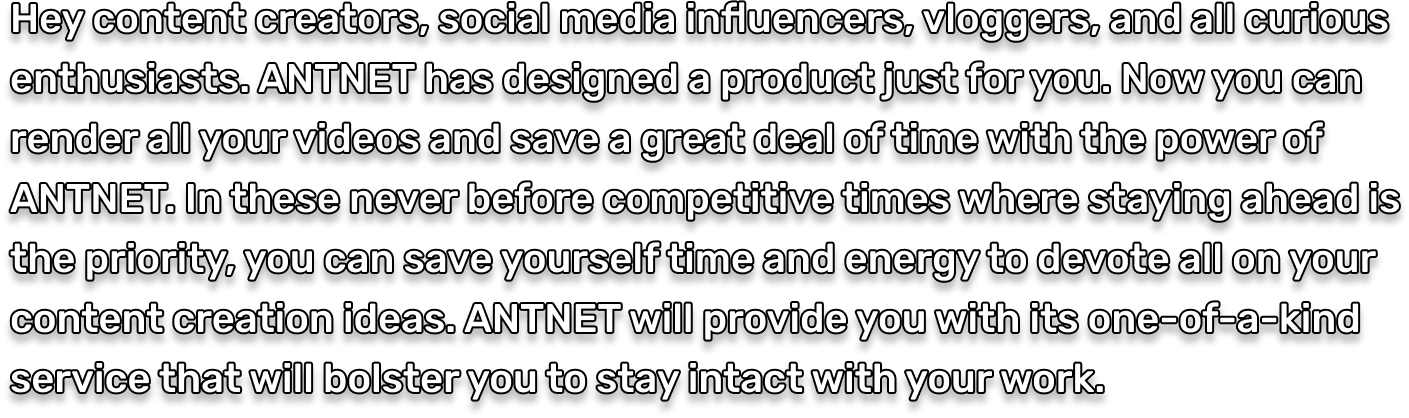 Hey content creators, social media influencers, vloggers, and all curious
enthusiasts. ANTNET has designed a product just for you. Now you can
render all your videos and save a great deal of time with the power of
ANTNET. In these never before competitive times where staying ahead is
the priority, you can save yourself time and energy to devote all on your
content creation ideas. ANTNET will provide you with its one-of-a-kind
service that will bolster you to stay intact with your work.